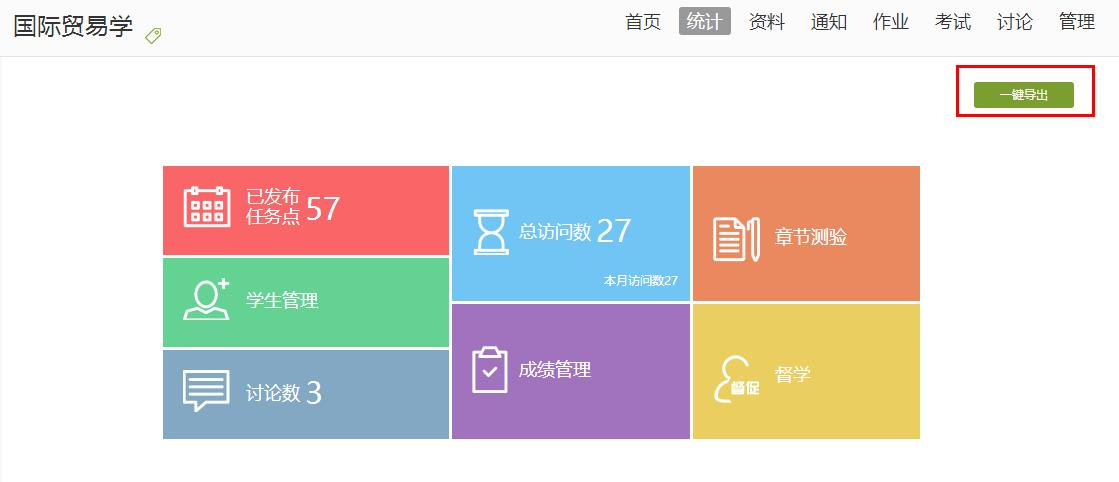 国际贸易学
首页 统计 资料 通知 作业 考试 讨论 管理
一键导出
已发布
任务点 57
总访问数 27
本月访问数27
章节测验
学生管理
成绩管理
督促
督学
讨论数 3